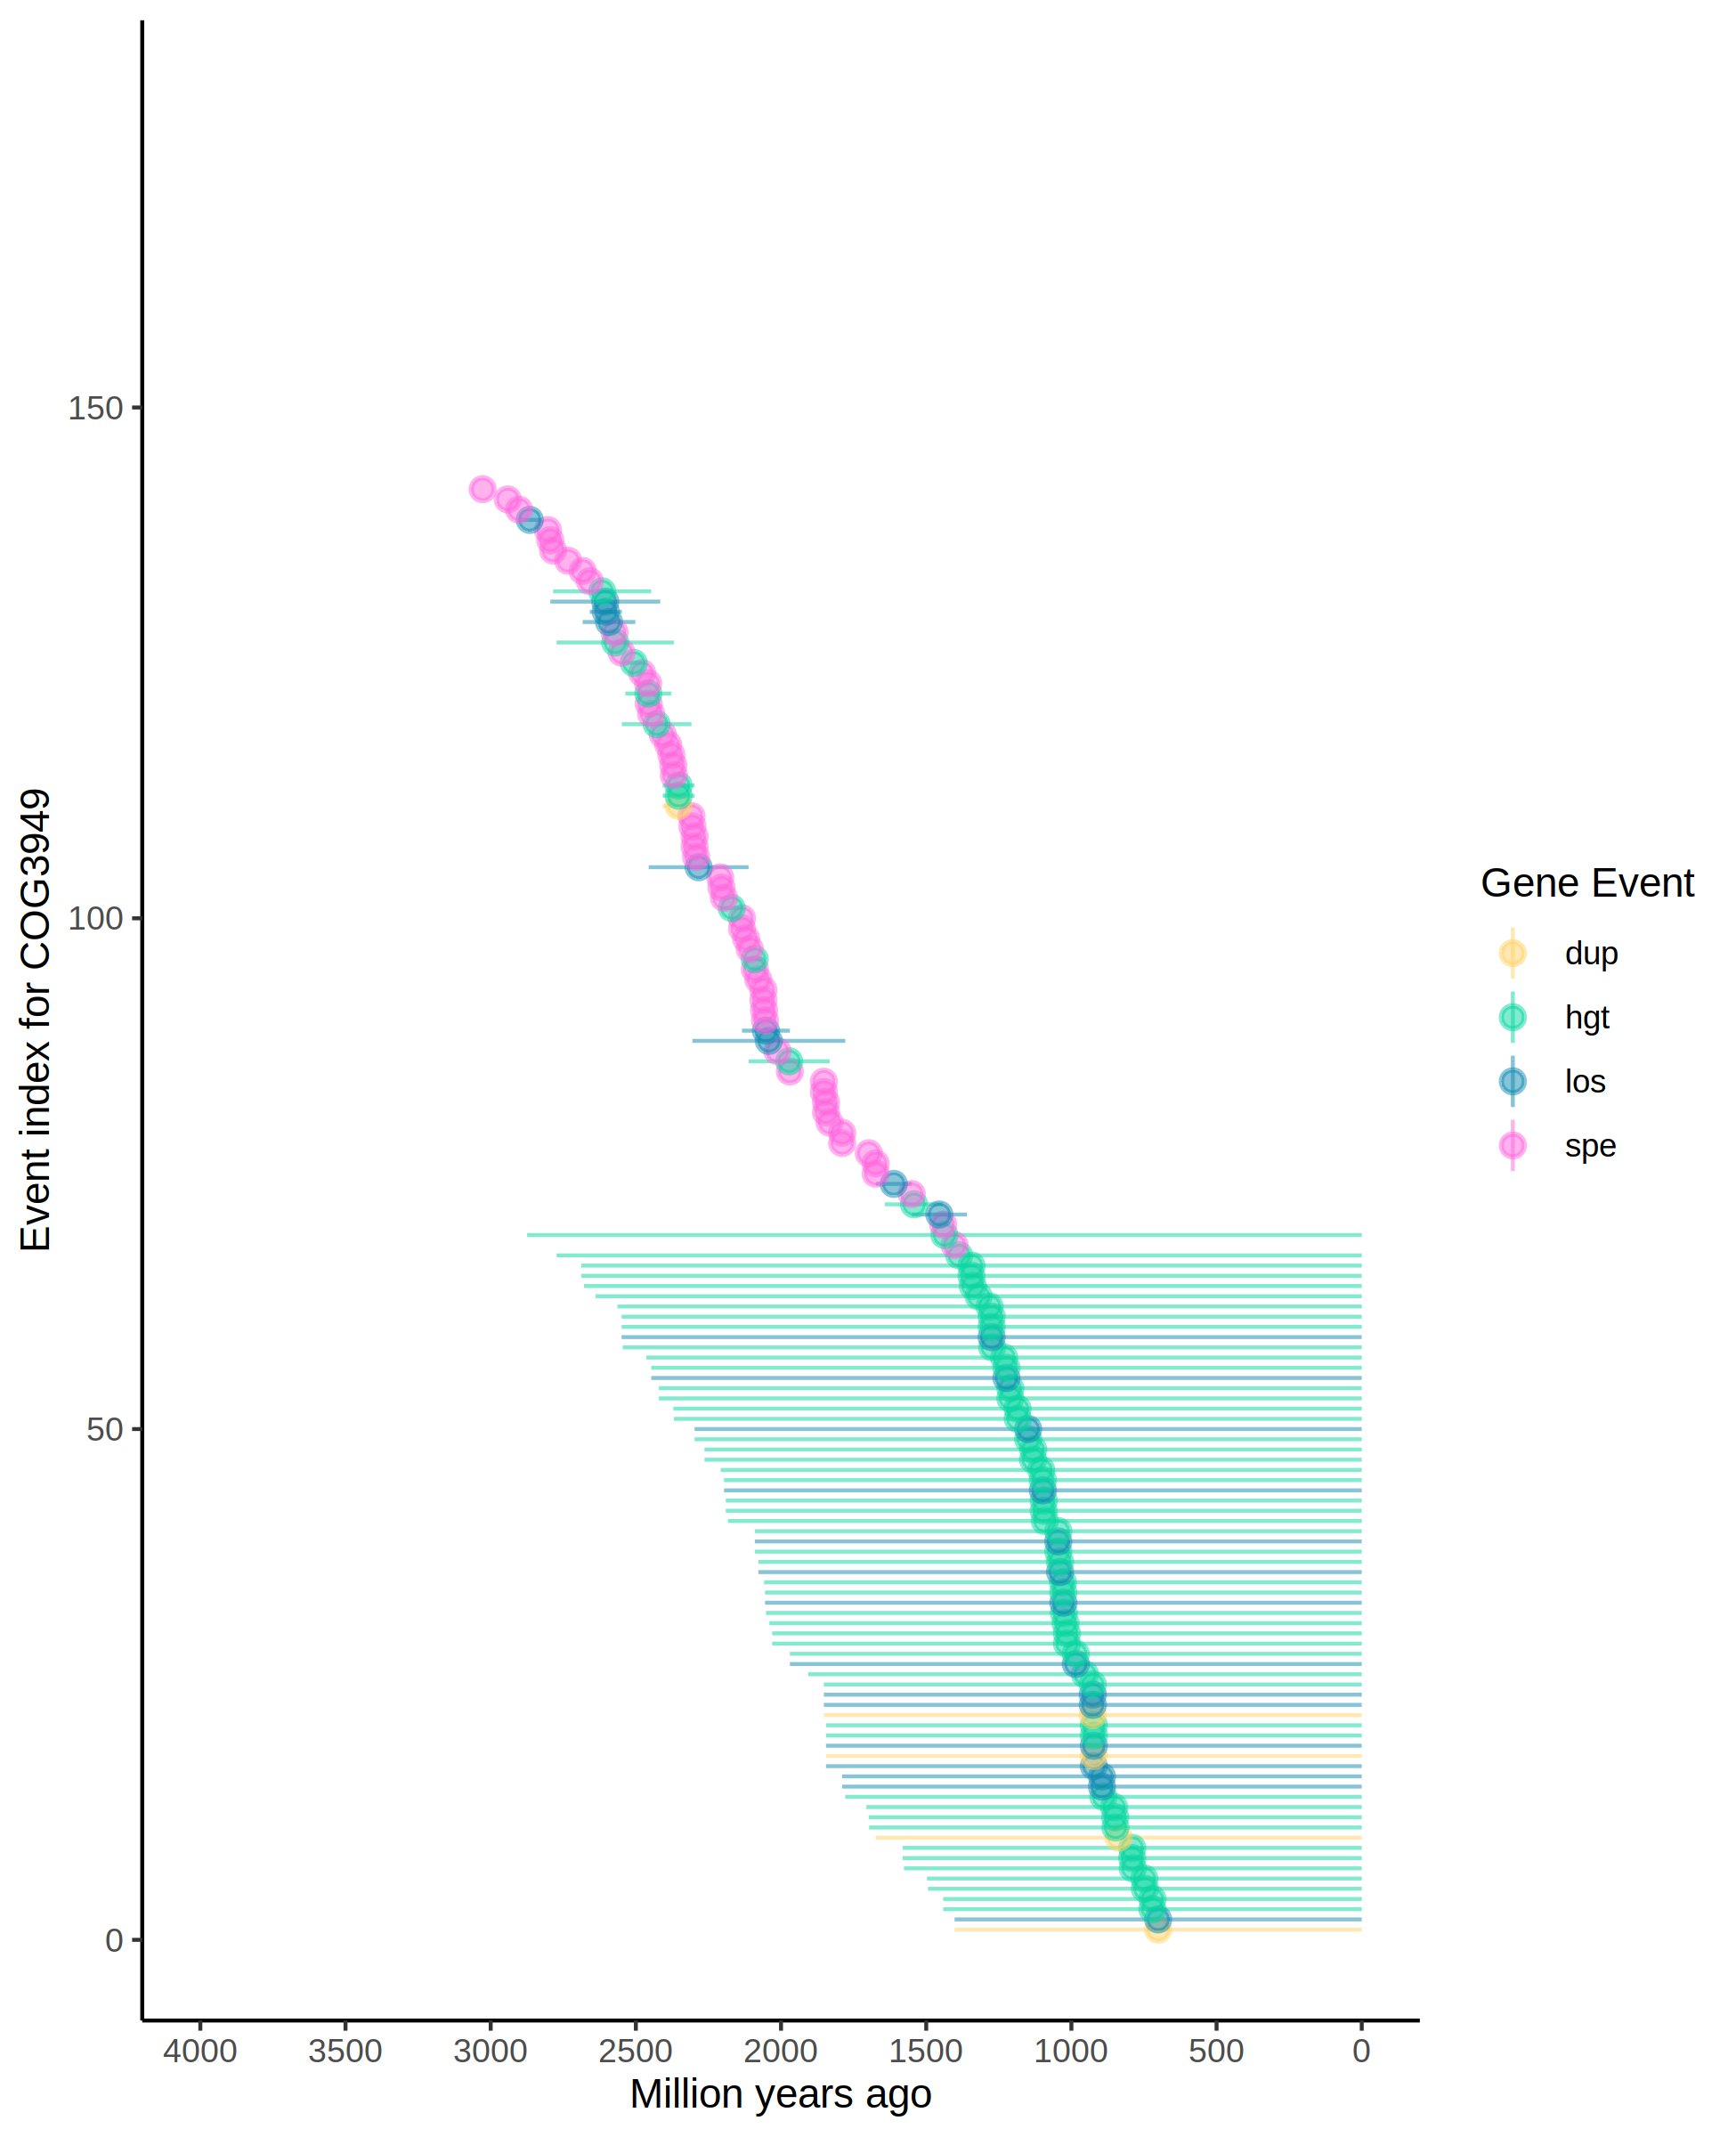 150
100
50
0
Event index for COG3949
4000 3500 3000 2500 2000 1500 1000 500 0
Million years ago
Gene Event
dup
hgt
los
spe